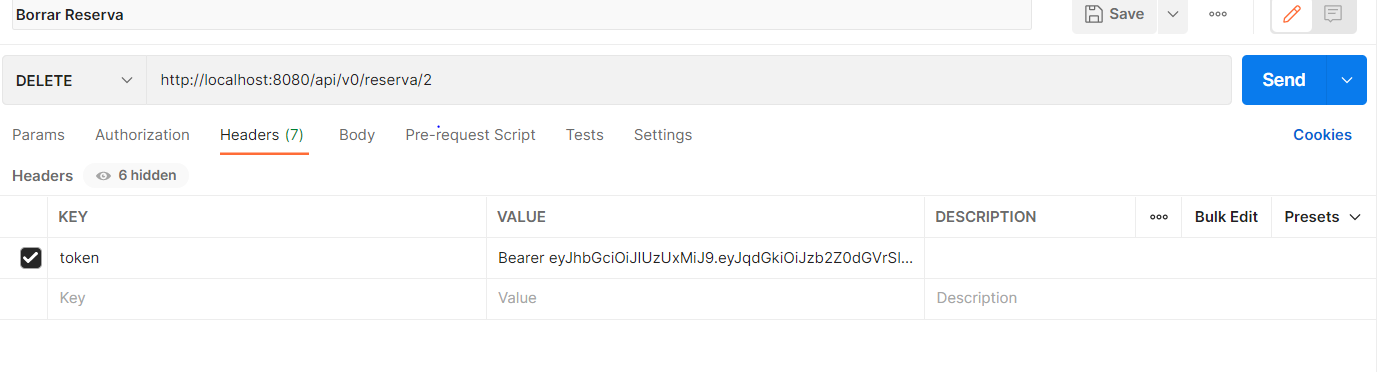 Borrar Reserva
Save
DELETE http://localhost:8080/api/v0/reserva/2 Send
Params Authorization Headers (7) Body Pre-request Script Tests Settings Cookies
Headers 6 hidden
KEY VALUE DESCRIPTION Bulk Edit Presets
token Bearer eyJhbGciOiJIUzUxMiJ9.eyJqdGkiOiJzb2Z0dGVrSl...
Key Value Description